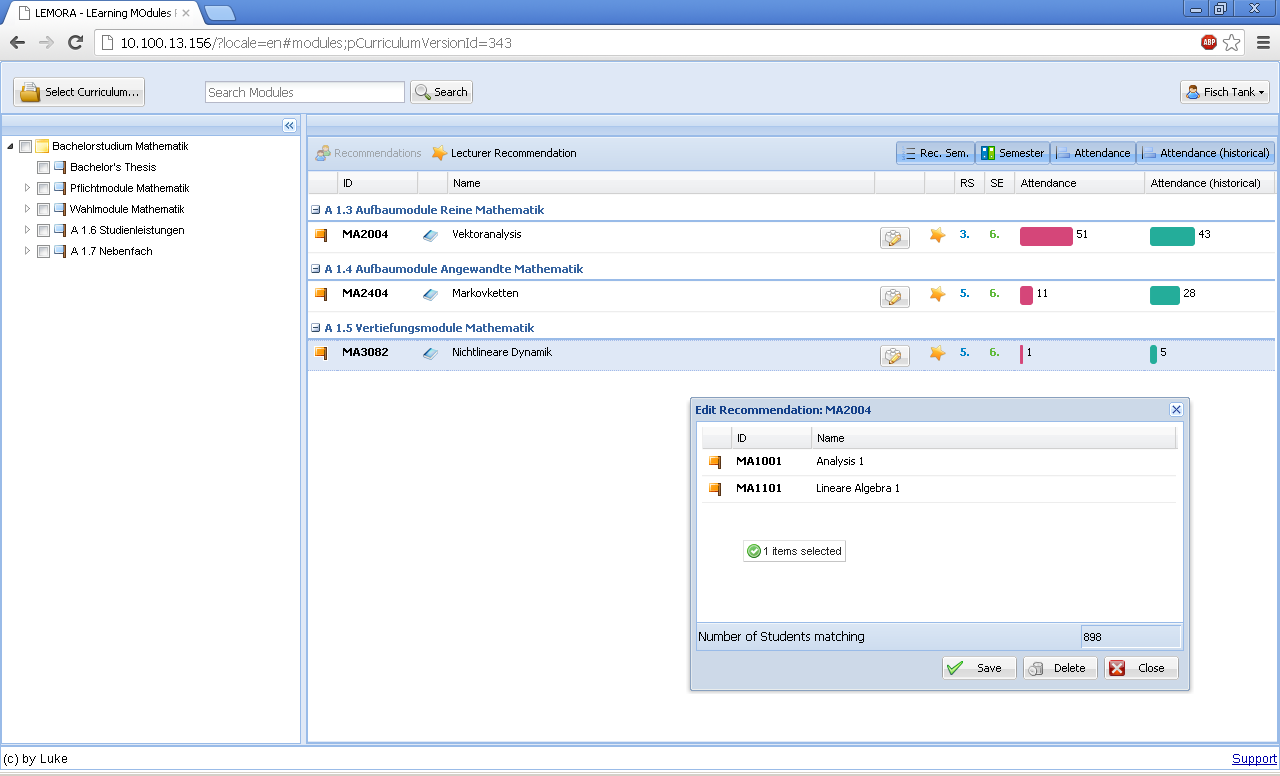 LEMORA - LEarning MOdules
10.100.13.156/?locale=en#modules;pCurriculumVersionId=343
ABP
Select Curriculum...
Search Modules
Search
Fisch Tank
Bachelorstudium Mathematik
Bachelor's Thesis
Pflichtmodule Mathematik
Wahlmodule Mathematik
A 1.6 Studienleistungen
A 1.7 Nebenfach
Recommendations Lecturer Recommendation Rec. Sem. Semester Attendance Attendance (historical)
ID Name RS SE Attendance Attendance (historical)
A 1.3 Aufbaumodule Reine Mathematik
MA2004 Vektoranalysis 3. 6. 51 43
A 1.4 Aufbaumodule Angewandte Mathematik
MA2404 Markovketten 5. 6. 11 28
A 1.5 Vertiefungsmodule Mathematik
MA3082 Nichtlineare Dynamik 5. 6. 1 5
Edit Recommendation: MA2004
ID Name
MA1001 Analysis 1
MA1101 Lineare Algebra 1
1 items selected
Number of Students matching 898
Save Delete Close
(c) by Luke
Support